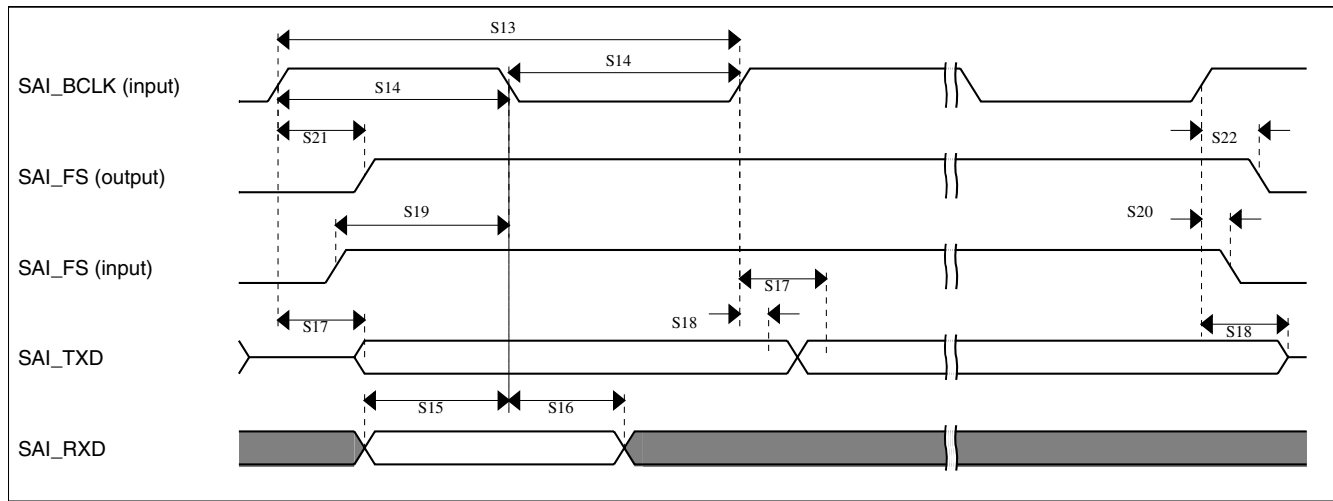 S13
SAI_BCLK (input)
S14
S14
S21
S22
SAI_FS (output)
S19
S20
SAI_FS (input)
S17
S18
S17
S18
SAI_TXD
S15
S16
SAI_RXD